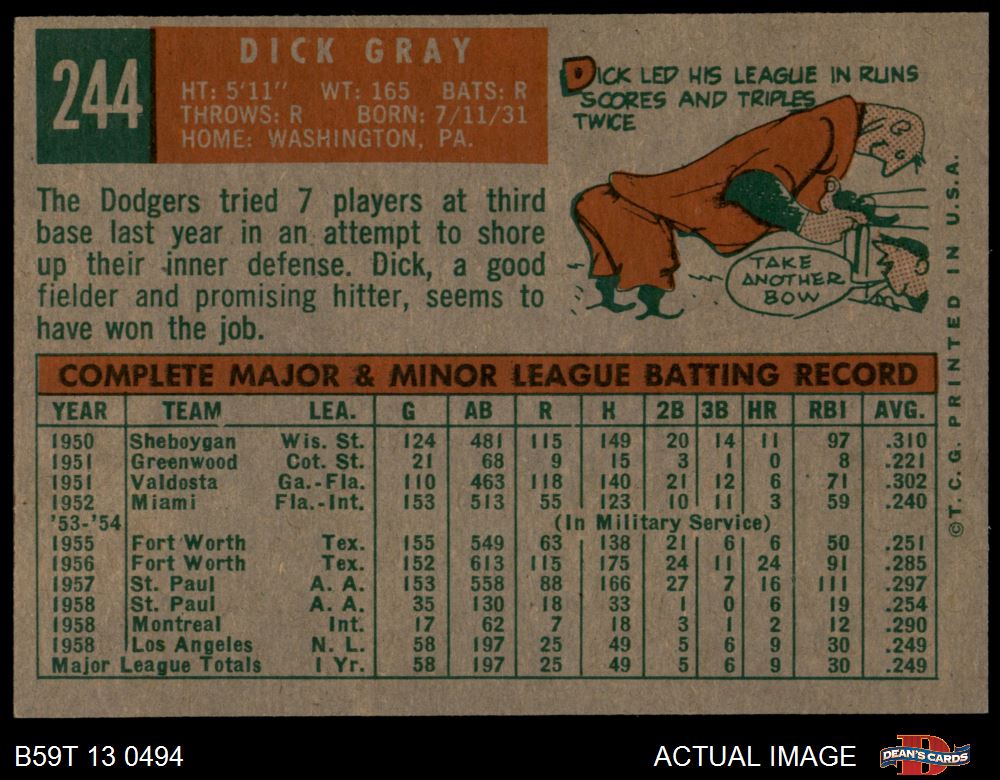 244
DICK GRAY
HT: 5'11" WT: 165 BATS: R
THROWS: R BORN: 7/11/31
HOME: WASHINGTON, PA.
DICK LED HIS LEAGUE IN RUNS
SCORES AND TRIPLES
TWICE
TAKE
ANOTHER
BOW
The Dodgers tried 7 players at third
base last year in an attempt to shore
up their inner defense. Dick, a good
fielder and promising hitter, seems to
have won the job.
COMPLETE MAJOR & MINOR LEAGUE BATTING RECORD
YEAR TEAM LEA. G AB R H 2B 3B HR RBI AVG.
1950 Sheboygan Wis. St. 124 481 115 149 20 14 11 97 .310
1951 Greenwood Cot. St. 21 68 9 15 3 1 0 8 .221
1951 Valdosta Ga.-Fla. 110 463 118 140 21 12 6 71 .302
1952 Miami Fla.-Int. 153 513 55 123 10 11 3 59 .240
'53-'54 (In Military Service)
1955 Fort Worth Tex. 155 549 63 138 21 6 6 50 .251
1956 Fort Worth Tex. 152 613 115 175 24 11 24 91 .285
1957 St. Paul A. A. 153 558 88 166 27 7 16 111 .297
1958 St. Paul A. A. 35 130 18 33 1 0 6 19 .254
1958 Montreal Int. 17 62 7 18 3 1 2 12 .290
1958 Los Angeles N. L. 58 197 25 49 5 6 9 30 .249
Major League Totals 1 Yr. 58 197 25 49 5 6 9 30 .249
©T.C.G. PRINTED IN U.S.A.
B59T 13 0494
ACTUAL IMAGE
D
DEAN'S CARDS